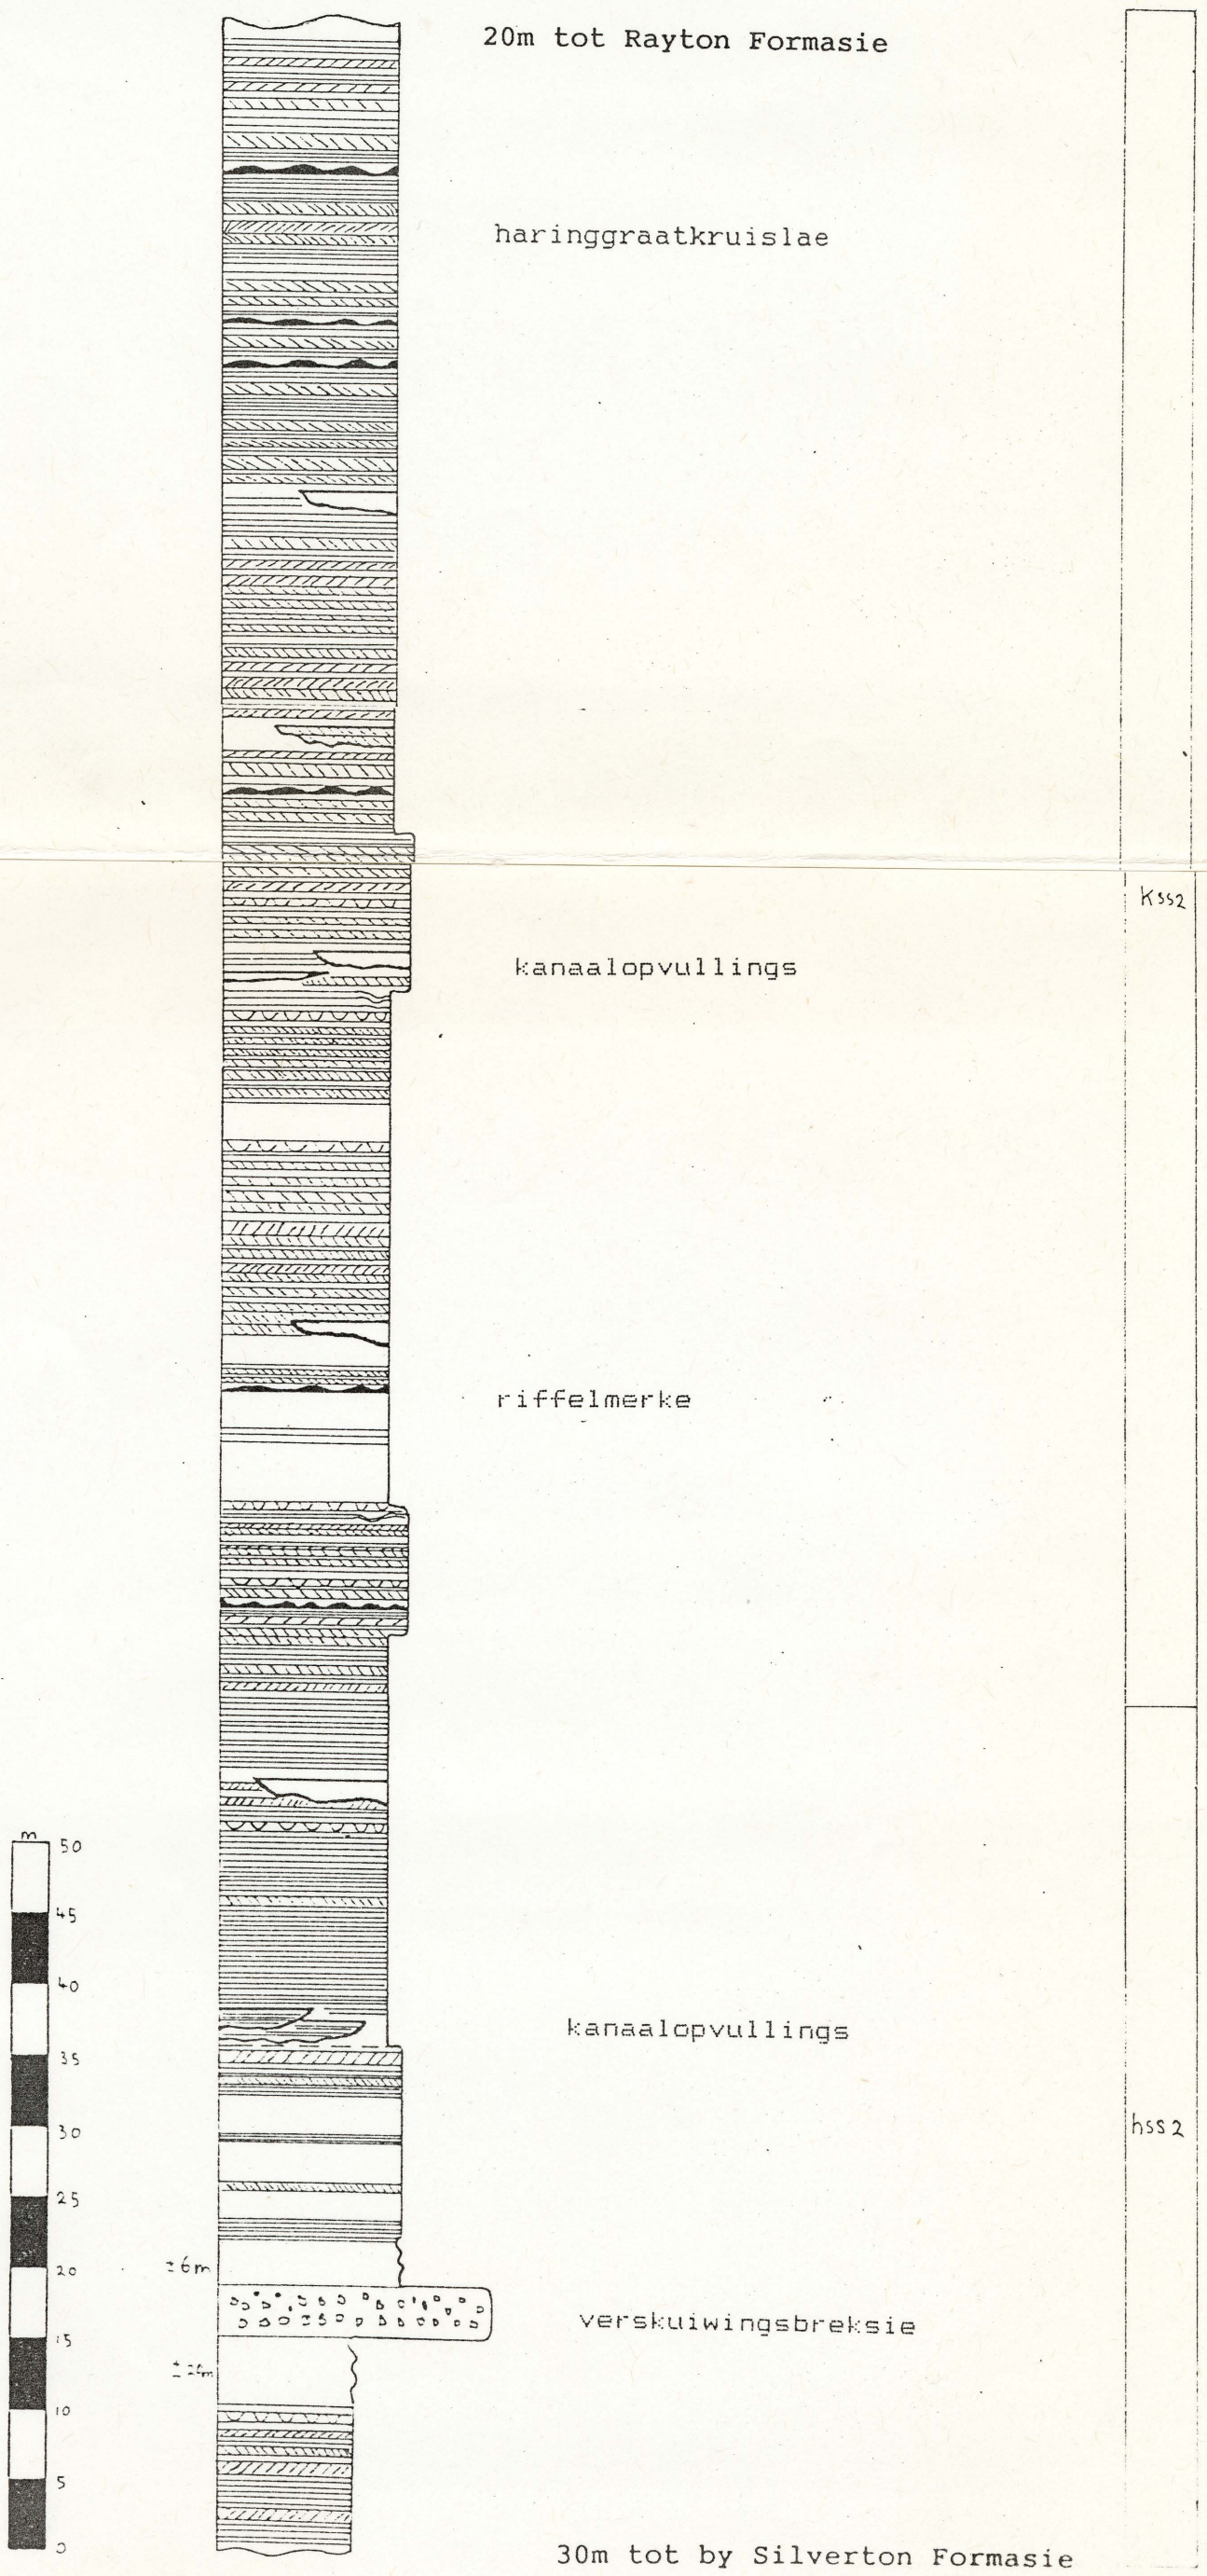 20m tot Rayton Formasie
haringgraatkruislae
kss2
kanaalopvullings
riffelmerke
m
50
45
40
35
30
25
20
15
10
5
0
kanaalopvullings
hss2
±6m
verskuiwingsbreksie
30m tot by Silverton Formasie